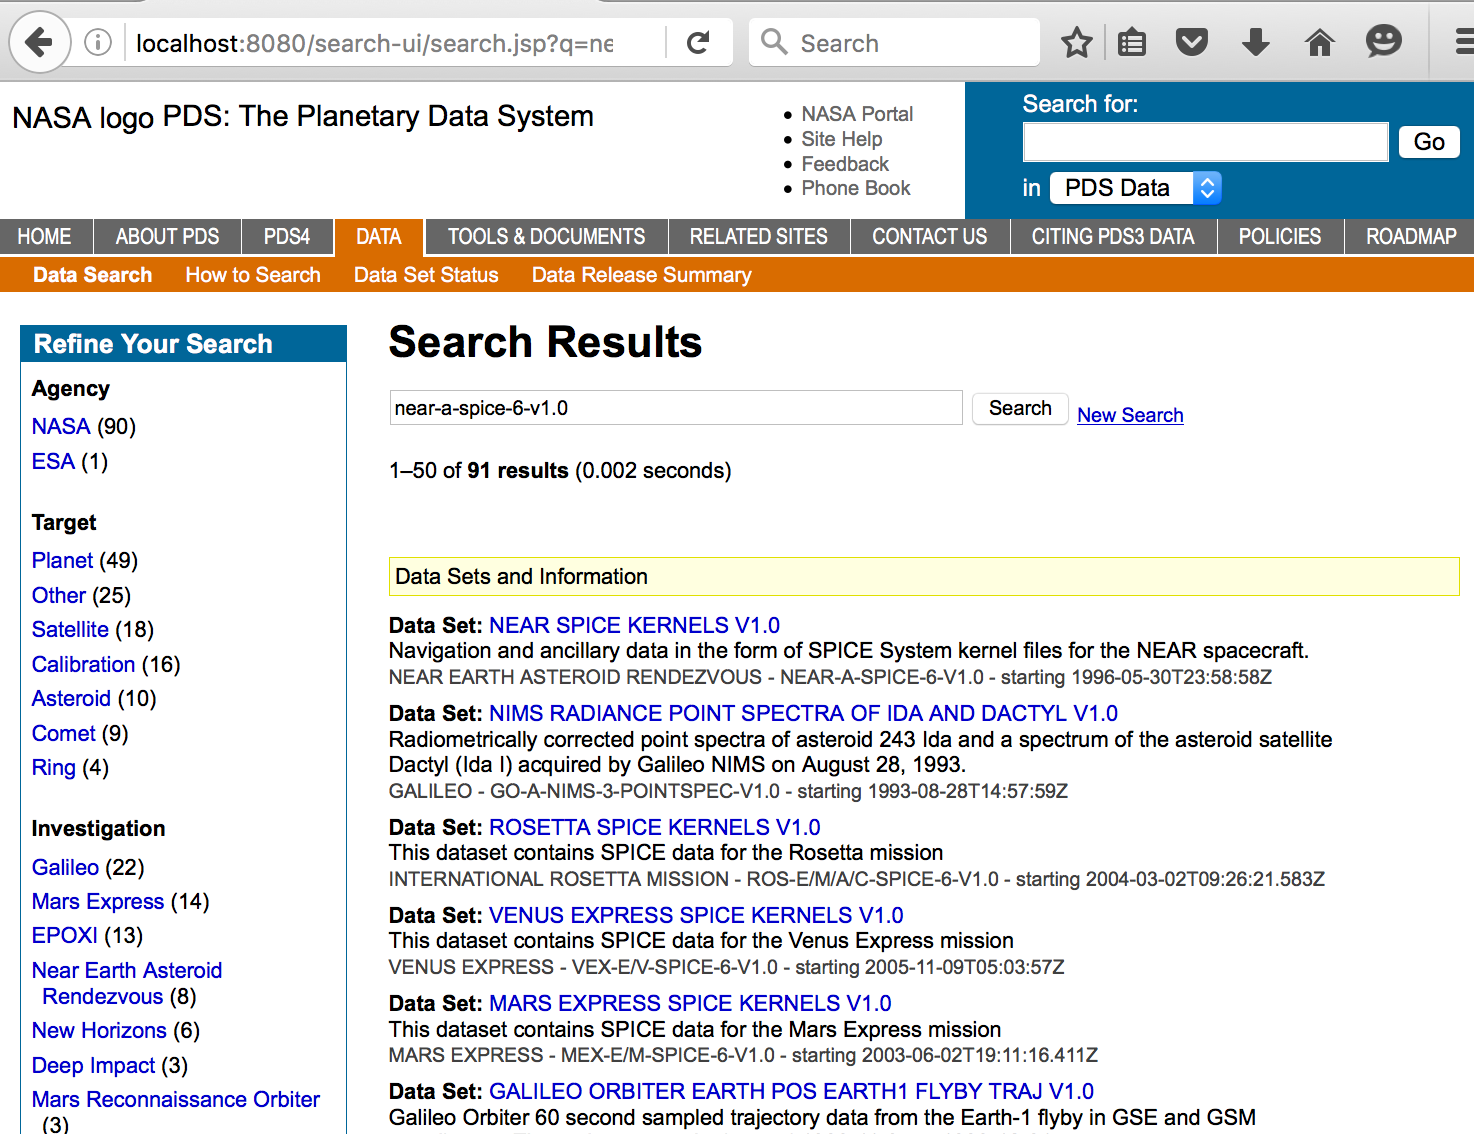 localhost:8080/search-ui/search.jsp?q=ne
Search
NASA logo PDS: The Planetary Data System
NASA Portal
Site Help
Feedback
Phone Book
Search for:
Go
in PDS Data
HOME ABOUT PDS PDS4 DATA TOOLS & DOCUMENTS RELATED SITES CONTACT US CITING PDS3 DATA POLICIES ROADMAP
Data Search How to Search Data Set Status Data Release Summary
Refine Your Search
Agency
NASA (90)
ESA (1)
Target
Planet (49)
Other (25)
Satellite (18)
Calibration (16)
Asteroid (10)
Comet (9)
Ring (4)
Investigation
Galileo (22)
Mars Express (14)
EPOXI (13)
Near Earth Asteroid
Rendezvous (8)
New Horizons (6)
Deep Impact (3)
Mars Reconnaissance Orbiter
(3)
Search Results
near-a-spice-6-v1.0 Search New Search
1–50 of 91 results (0.002 seconds)
Data Sets and Information
Data Set: NEAR SPICE KERNELS V1.0
Navigation and ancillary data in the form of SPICE System kernel files for the NEAR spacecraft.
NEAR EARTH ASTEROID RENDEZVOUS - NEAR-A-SPICE-6-V1.0 - starting 1996-05-30T23:58:58Z
Data Set: NIMS RADIANCE POINT SPECTRA OF IDA AND DACTYL V1.0
Radiometrically corrected point spectra of asteroid 243 Ida and a spectrum of the asteroid satellite
Dactyl (Ida I) acquired by Galileo NIMS on August 28, 1993.
GALILEO - GO-A-NIMS-3-POINTSPEC-V1.0 - starting 1993-08-28T14:57:59Z
Data Set: ROSETTA SPICE KERNELS V1.0
This dataset contains SPICE data for the Rosetta mission
INTERNATIONAL ROSETTA MISSION - ROS-E/M/A/C-SPICE-6-V1.0 - starting 2004-03-02T09:26:21.583Z
Data Set: VENUS EXPRESS SPICE KERNELS V1.0
This dataset contains SPICE data for the Venus Express mission
VENUS EXPRESS - VEX-E/V-SPICE-6-V1.0 - starting 2005-11-09T05:03:57Z
Data Set: MARS EXPRESS SPICE KERNELS V1.0
This dataset contains SPICE data for the Mars Express mission
MARS EXPRESS - MEX-E/M-SPICE-6-V1.0 - starting 2003-06-02T19:11:16.411Z
Data Set: GALILEO ORBITER EARTH POS EARTH1 FLYBY TRAJ V1.0
Galileo Orbiter 60 second sampled trajectory data from the Earth-1 flyby in GSE and GSM